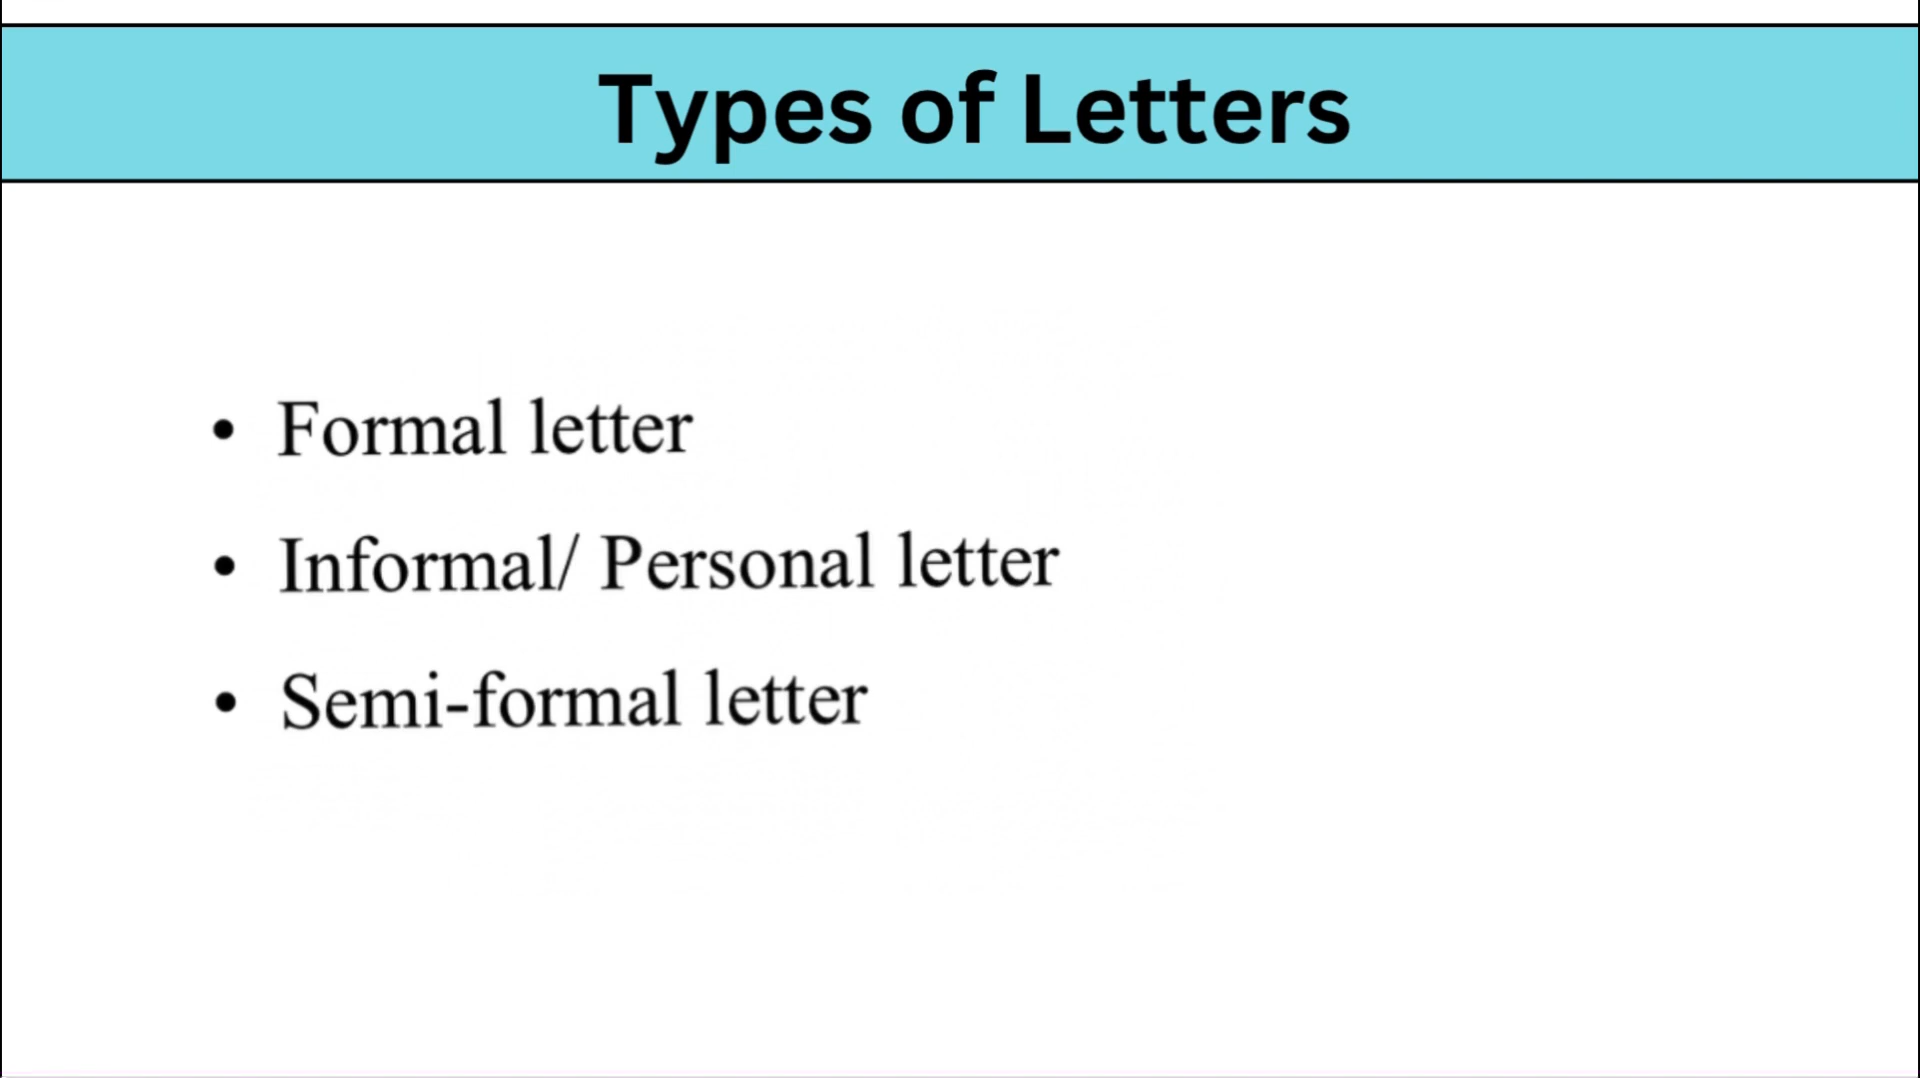 Types of Letters
• Formal letter
• Informal/ Personal letter
• Semi-formal letter